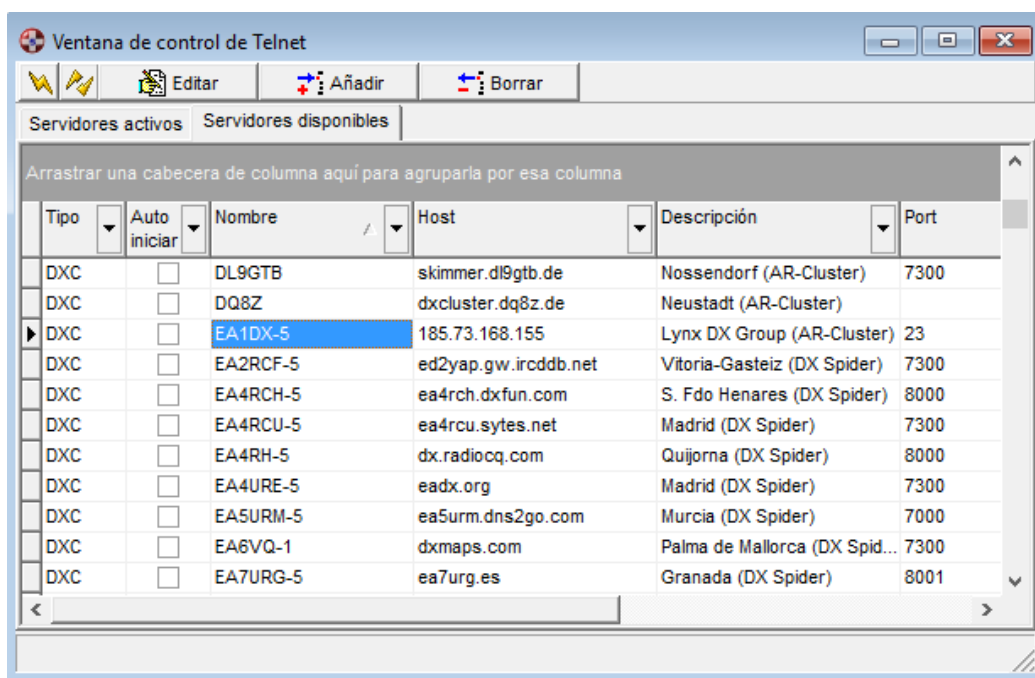 Ventana de control de Telnet
Editar Añadir Borrar
Servidores activos Servidores disponibles
Arrastrar una cabecera de columna aquí para agruparla por esa columna
Tipo Auto iniciar Nombre Host Descripción Port
DXC DL9GTB skimmer.dl9gtb.de Nossendorf (AR-Cluster) 7300
DXC DQ8Z dxcluster.dq8z.de Neustadt (AR-Cluster)
DXC EA1DX-5 185.73.168.155 Lynx DX Group (AR-Cluster) 23
DXC EA2RCF-5 ed2yap.gw.ircddb.net Vitoria-Gasteiz (DX Spider) 7300
DXC EA4RCH-5 ea4rch.dxfun.com S. Fdo Henares (DX Spider) 8000
DXC EA4RCU-5 ea4rcu.sytes.net Madrid (DX Spider) 7300
DXC EA4RH-5 dx.radiocq.com Quijorna (DX Spider) 8000
DXC EA4URE-5 eadx.org Madrid (DX Spider) 7300
DXC EA5URM-5 ea5urm.dns2go.com Murcia (DX Spider) 7000
DXC EA6VQ-1 dxmaps.com Palma de Mallorca (DX Spid... 7300
DXC EA7URG-5 ea7urg.es Granada (DX Spider) 8001